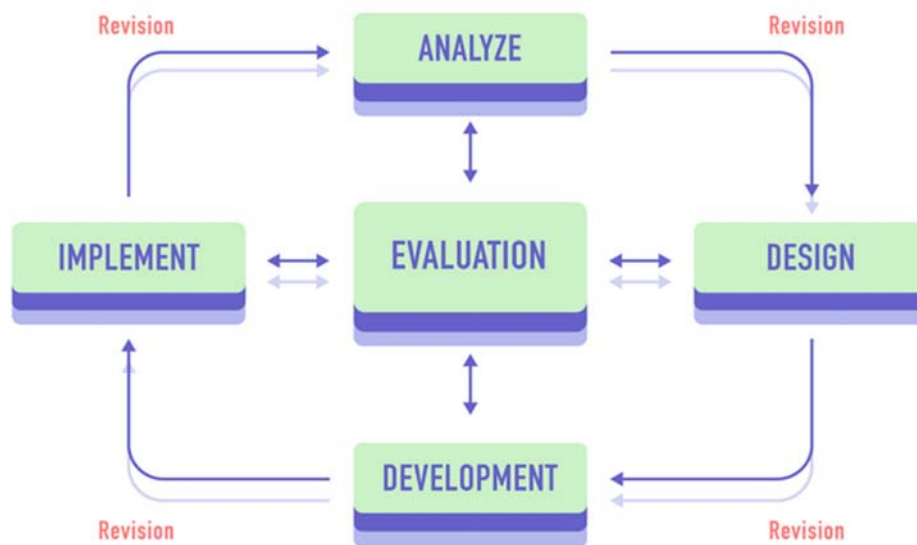 Revision
Revision
ANALYZE
IMPLEMENT
EVALUATION
DESIGN
DEVELOPMENT
Revision
Revision